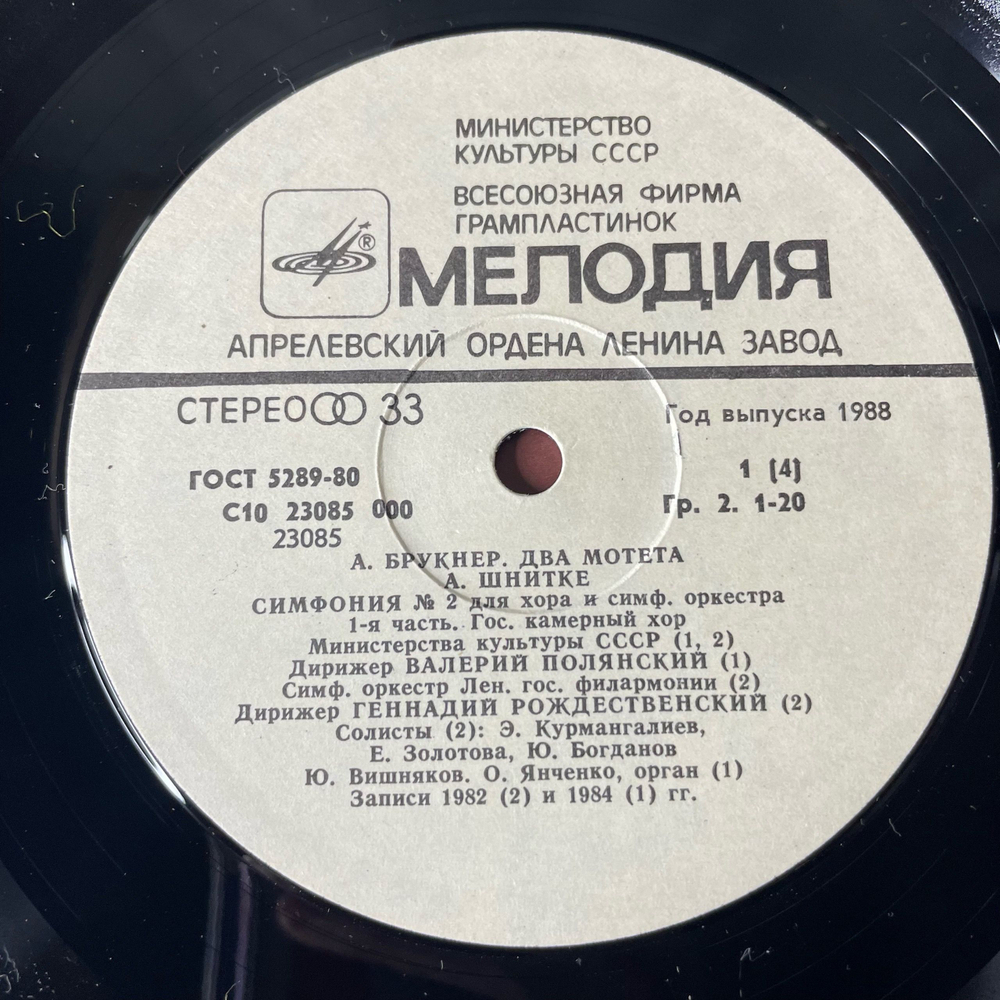 МИНИСТЕРСТВО
КУЛЬТУРЫ СССР
ВСЕСОЮЗНАЯ ФИРМА
ГРАМПЛАСТИНОК
®
МЕЛОДИЯ
АПРЕЛЕВСКИЙ ОРДЕНА ЛЕНИНА ЗАВОД
СТЕРЕО 33
Год выпуска 1988
ГОСТ 5289-80
1 (4)
С10 23085 000
Гр. 2. 1-20
23085
А. БРУКНЕР. ДВА МОТЕТА
А. ШНИТКЕ
СИМФОНИЯ № 2 для хора и симф. оркестра
1-я часть. Гос. камерный хор
Министерства культуры СССР (1, 2)
Дирижер ВАЛЕРИЙ ПОЛЯНСКИЙ (1)
Симф. оркестр Лен. гос. филармонии (2)
Дирижер ГЕННАДИЙ РОЖДЕСТВЕНСКИЙ (2)
Солисты (2): Э. Курмангалиев,
Е. Золотова, Ю. Богданов
Ю. Вишняков. О. Янченко, орган (1)
Записи 1982 (2) и 1984 (1) гг.